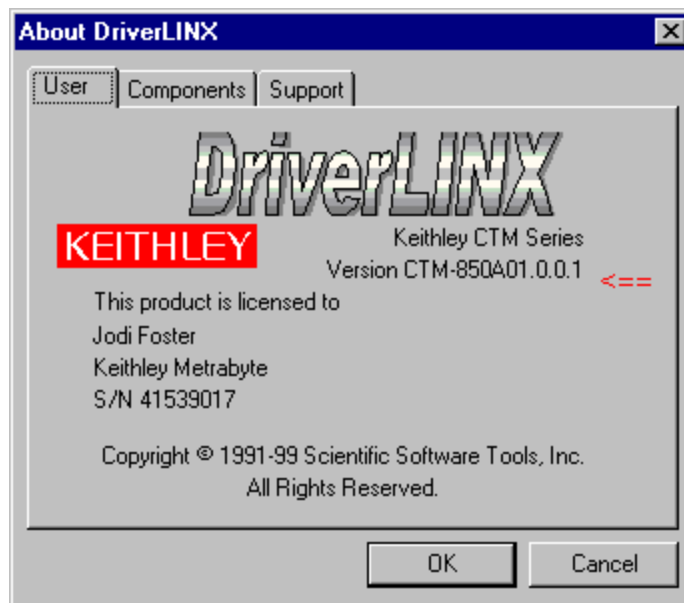 About DriverLINX
User Components Support
DriverLINX
KEITHLEY
Keithley CTM Series
Version CTM-850A01.0.0.1 <==
This product is licensed to
Jodi Foster
Keithley Metrabyte
S/N 41539017
Copyright © 1991-99 Scientific Software Tools, Inc.
All Rights Reserved.
OK Cancel